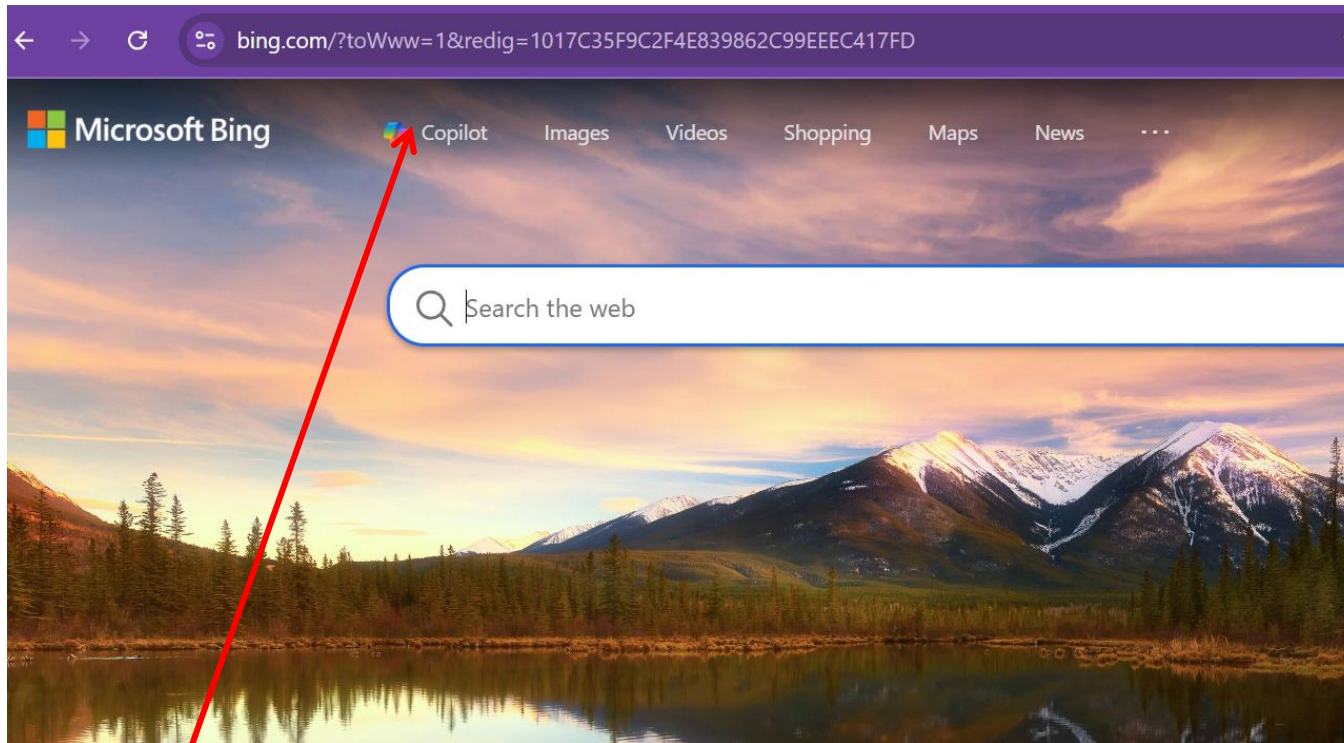 bing.com/?toWww=1&redig=1017C35F9C2F4E839862C99EEEC417FD
Microsoft Bing Copilot Images Videos Shopping Maps News ...
Search the web